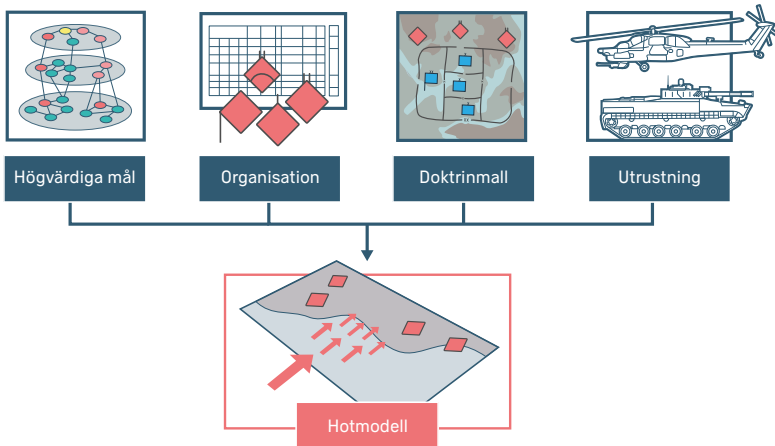 Högvärdiga mål
Organisation
Doktrinmall
Utrustning
Hotmodell